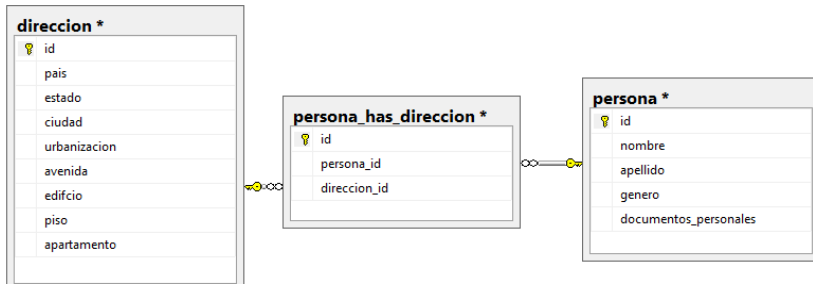 direccion *
id
pais
estado
ciudad
urbanizacion
avenida
edifcio
piso
apartamento
persona_has_direccion *
id
persona_id
direccion_id
persona *
id
nombre
apellido
genero
documentos_personales